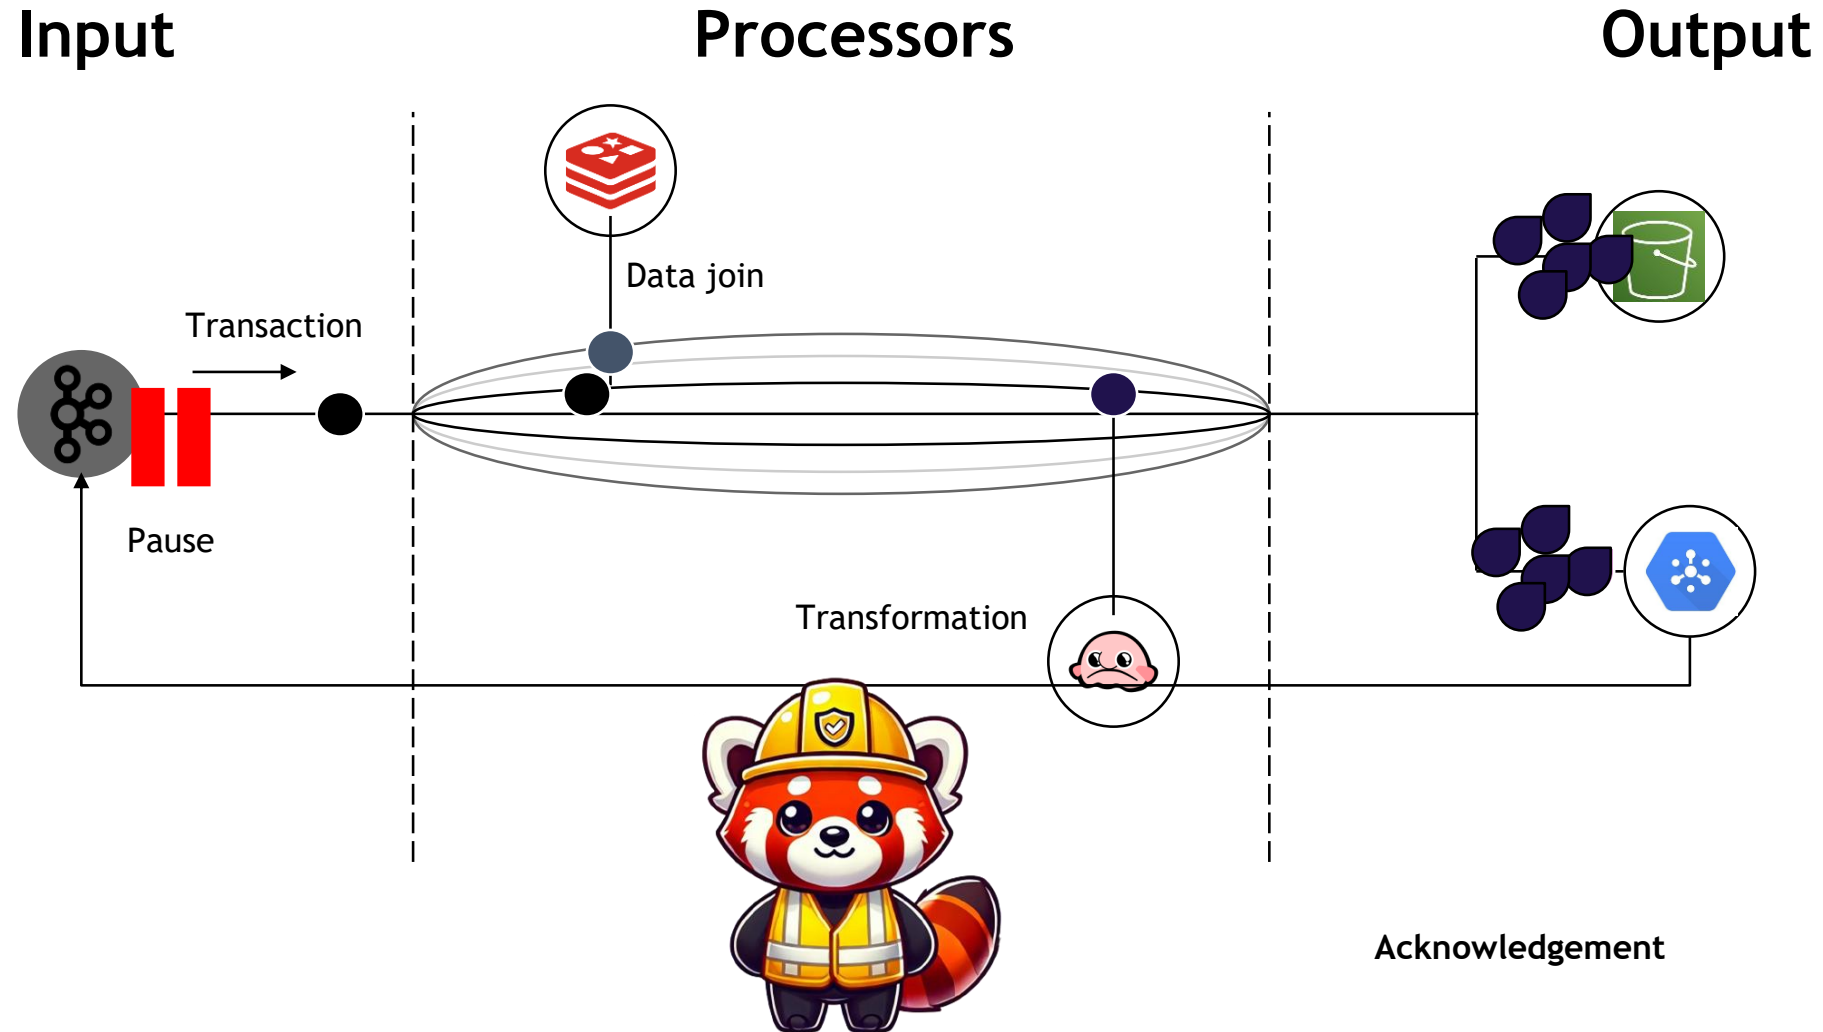 Input
Processors
Output
Data join
Transaction
Pause
Transformation
Acknowledgement